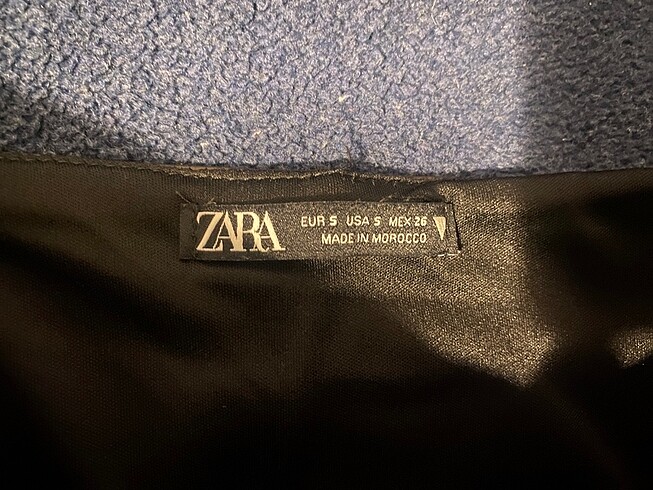 ZARA
EUR S USA S MEX 26
MADE IN MOROCCO